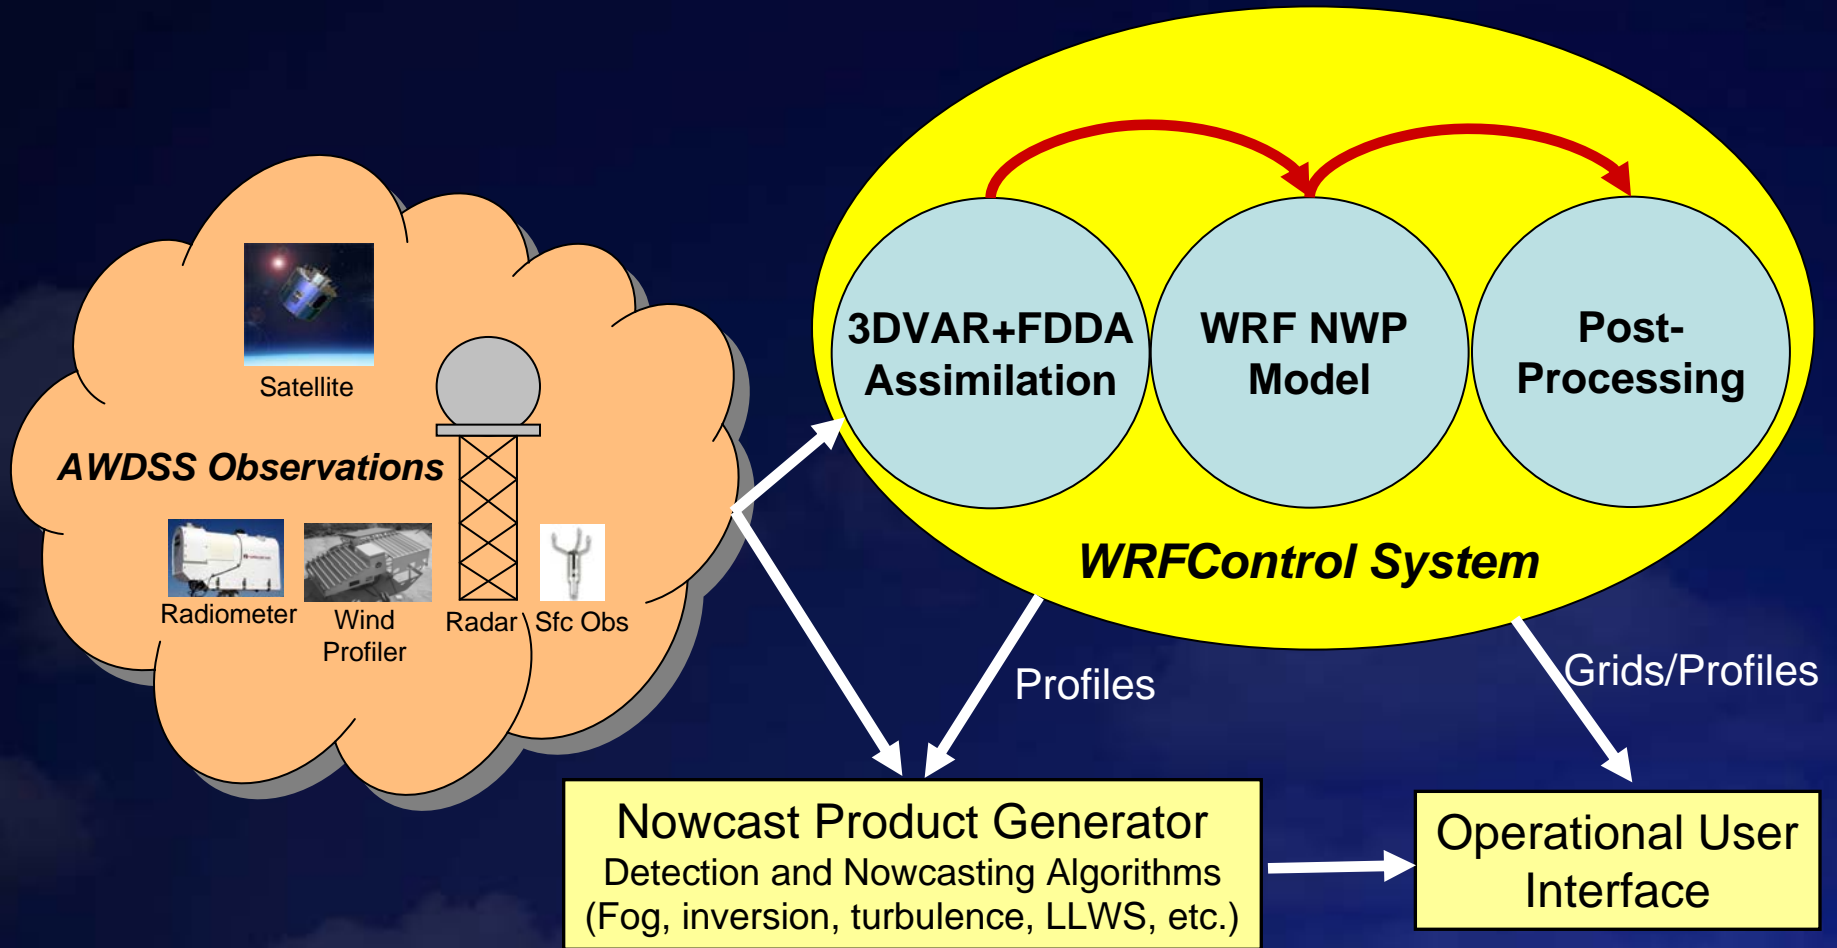 Satellite
AWDSS Observations
Radiometer
Wind
Profiler
Radar
Sfc Obs
3DVAR+FDDA
Assimilation
WRF NWP
Model
Post-
Processing
WRFControl System
Profiles
Grids/Profiles
Nowcast Product Generator
Detection and Nowcasting Algorithms
(Fog, inversion, turbulence, LLWS, etc.)
Operational User
Interface